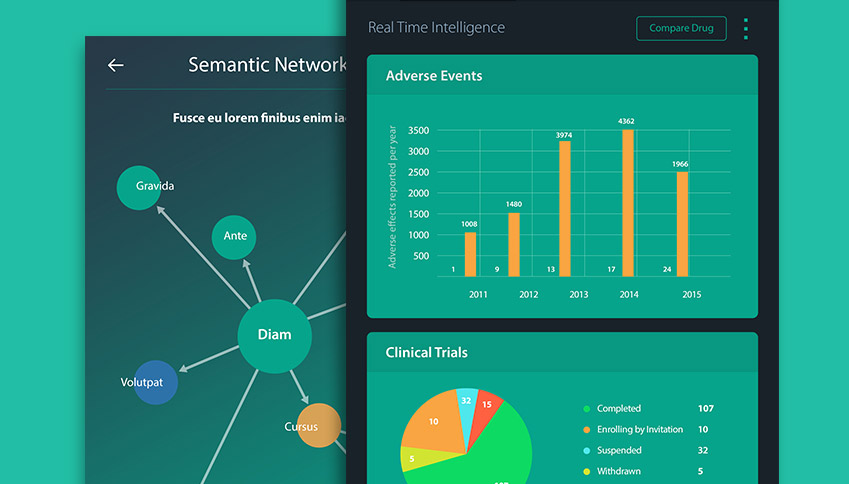 Semantic Network
Fusce eu lorem finibus enim iac
Gravida
Ante
Diam
Volutpat
Cursus
Real Time Intelligence
Compare Drug
Adverse Events
Adverse effects reported per year
3500
3000
2500
2000
1500
1000
500
1 1008
9 1480
13 3974
17 4362
24 1966
2011 2012 2013 2014 2015
Clinical Trials
32
15
10
5
Completed 107
Enrolling by Invitation 10
Suspended 32
Withdrawn 5